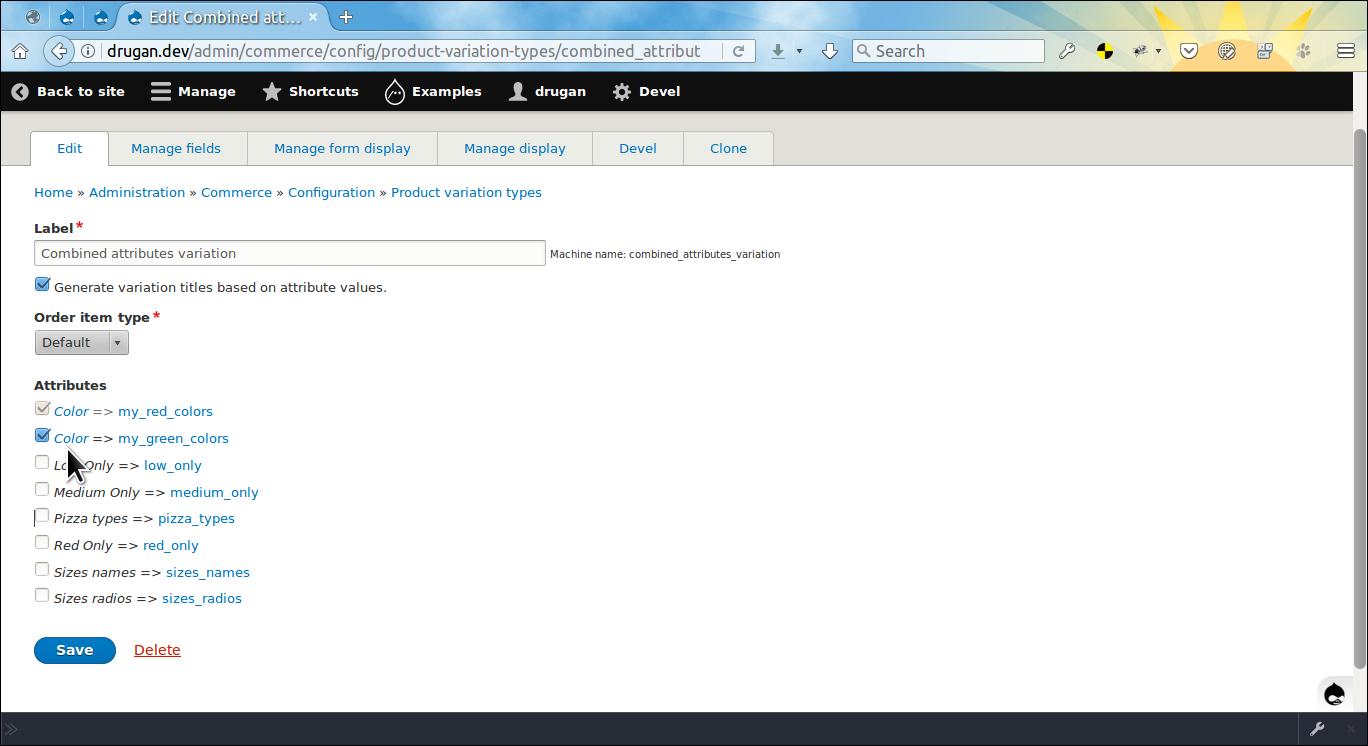 Edit Combined att...
drugan.dev/admin/commerce/config/product-variation-types/combined_attribut
Search
Back to site Manage Shortcuts Examples drugan Devel
Edit Manage fields Manage form display Manage display Devel Clone
Home » Administration » Commerce » Configuration » Product variation types
Label*
Combined attributes variation Machine name: combined_attributes_variation
Generate variation titles based on attribute values.
Order item type*
Default
Attributes
Color => my_red_colors
Color => my_green_colors
Only => low_only
Medium Only => medium_only
Pizza types => pizza_types
Red Only => red_only
Sizes names => sizes_names
Sizes radios => sizes_radios
Save Delete